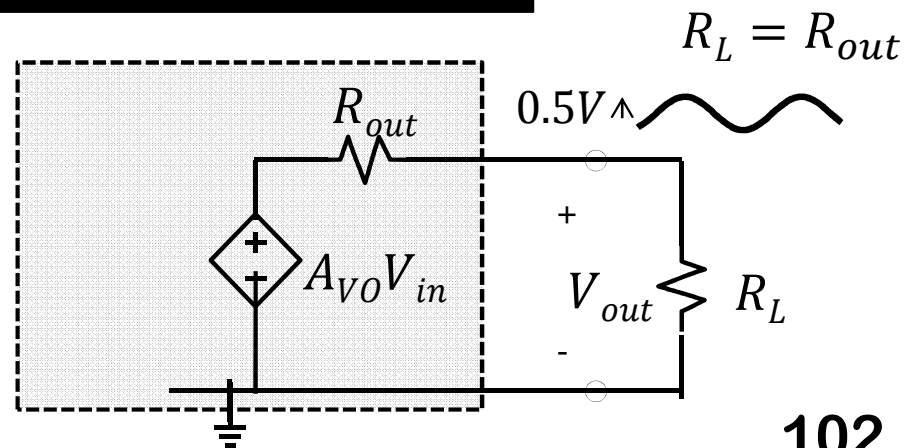 R_L = R_out
0.5V
R_out
+
+
A_VO V_in
V_out
R_L
-
102